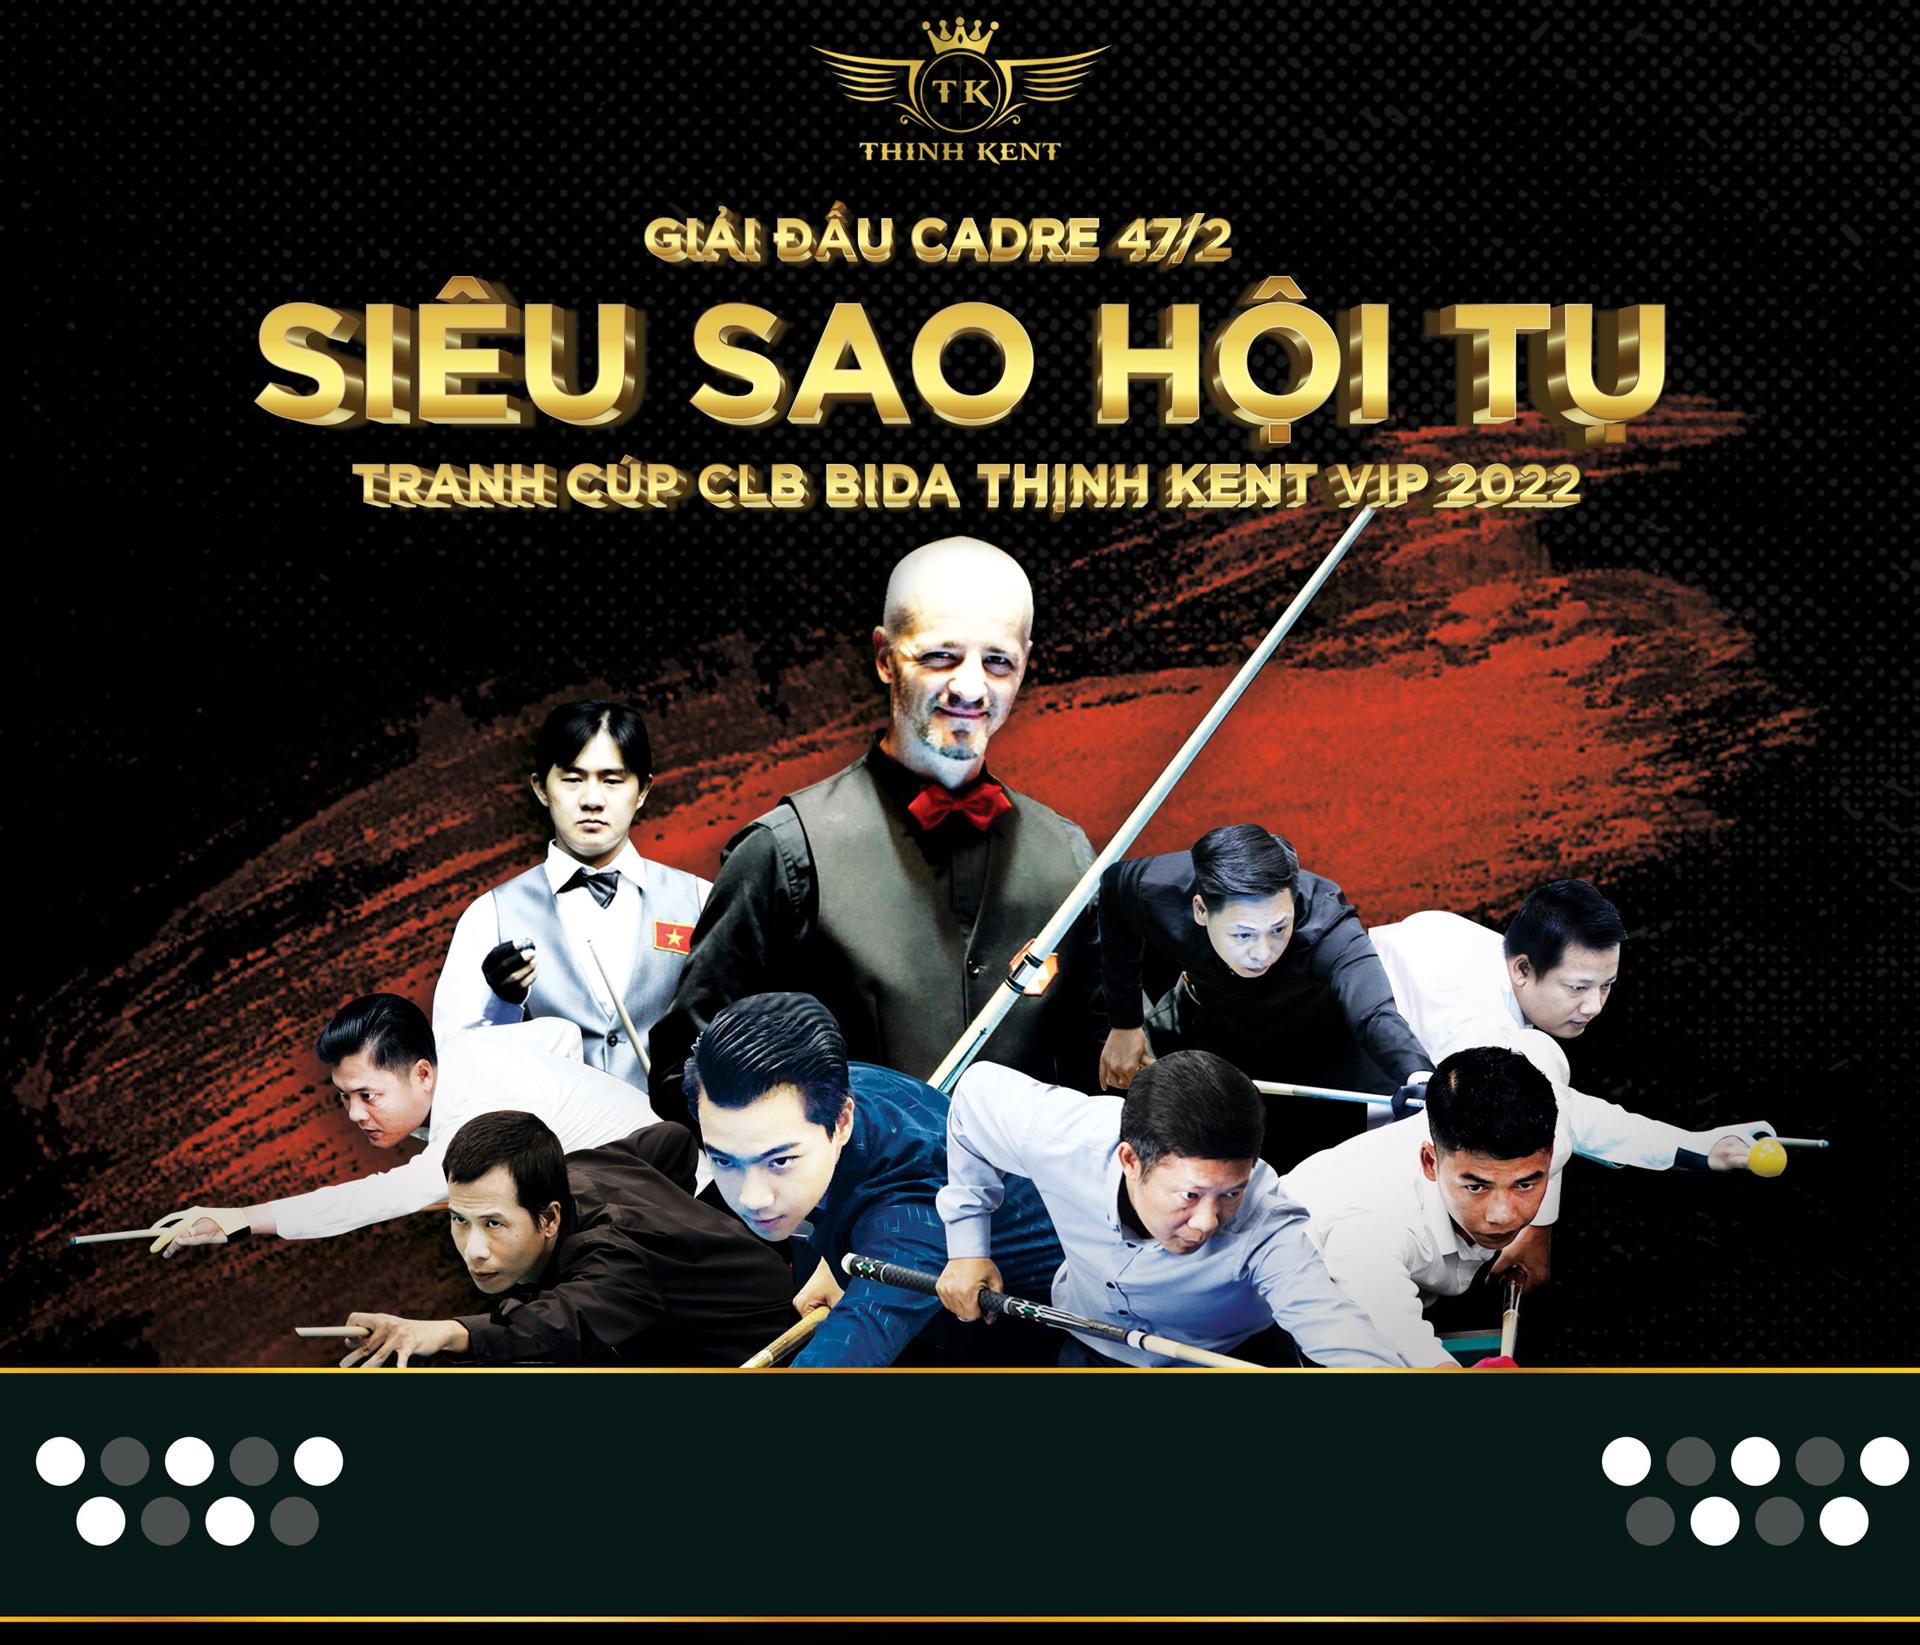 TK
THINH KENT
GIẢI ĐẤU CADRE 47/2
SIÊU SAO HỘI TỤ
TRANH CÚP CLB BIDA THỊNH KENT VIP 2022